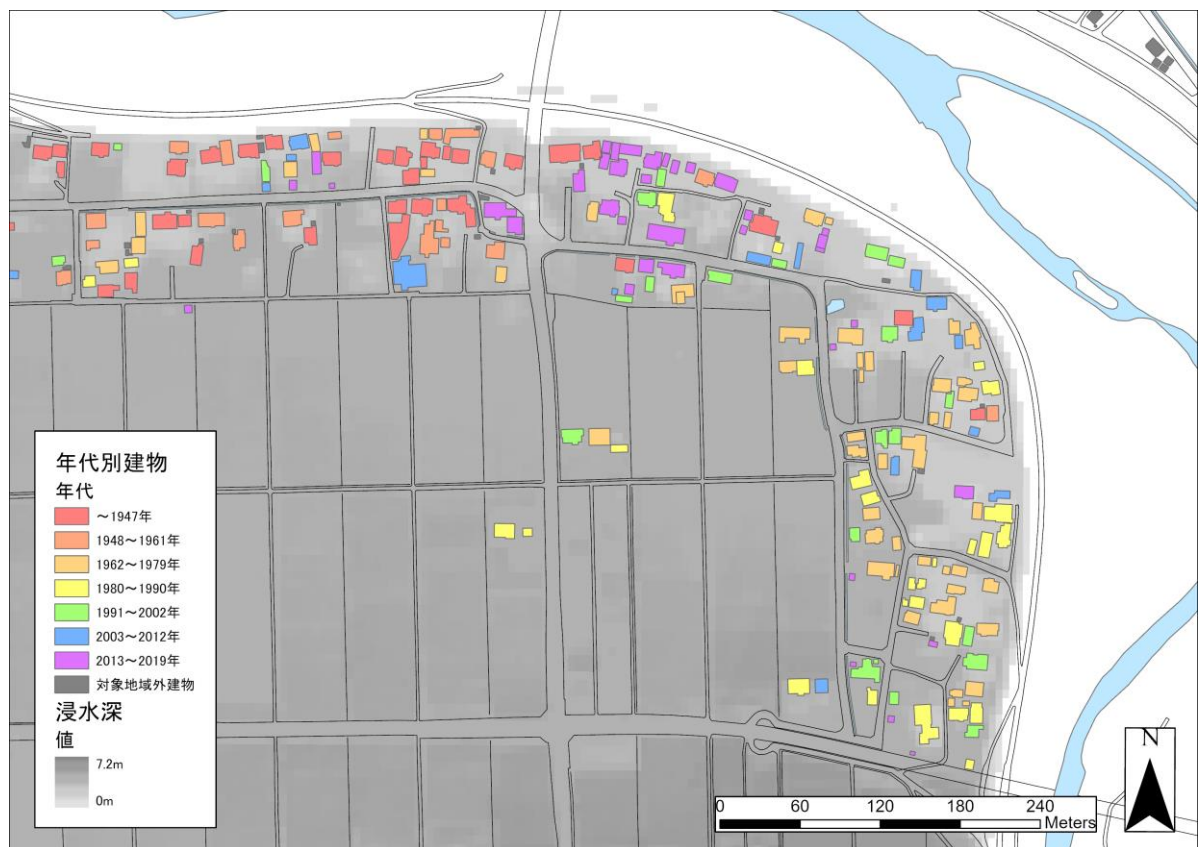 年代別建物
年代
～1947年
1948～1961年
1962～1979年
1980～1990年
1991～2002年
2003～2012年
2013～2019年
対象地域外建物
浸水深
値
7.2m
0m
0 60 120 180 240
Meters
N